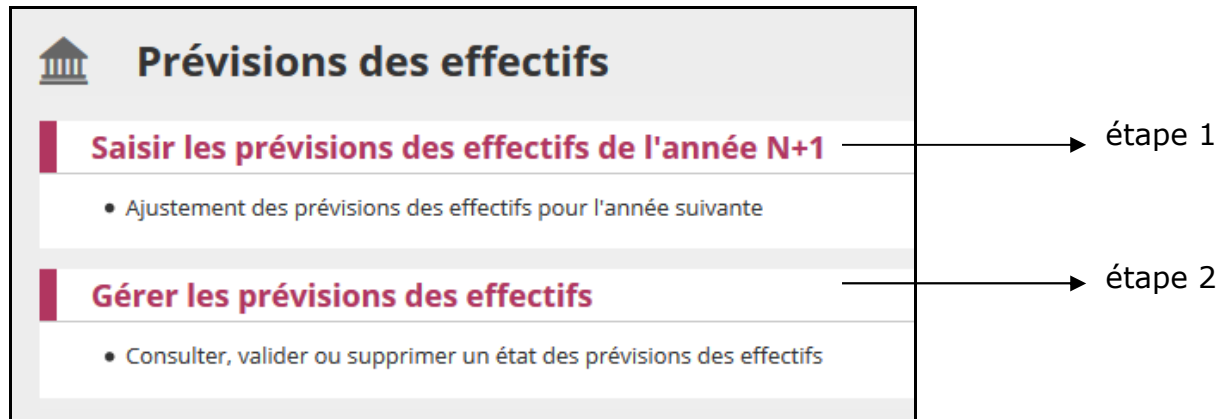 Prévisions des effectifs
Saisir les prévisions des effectifs de l'année N+1
étape 1
• Ajustement des prévisions des effectifs pour l'année suivante
Gérer les prévisions des effectifs
étape 2
• Consulter, valider ou supprimer un état des prévisions des effectifs